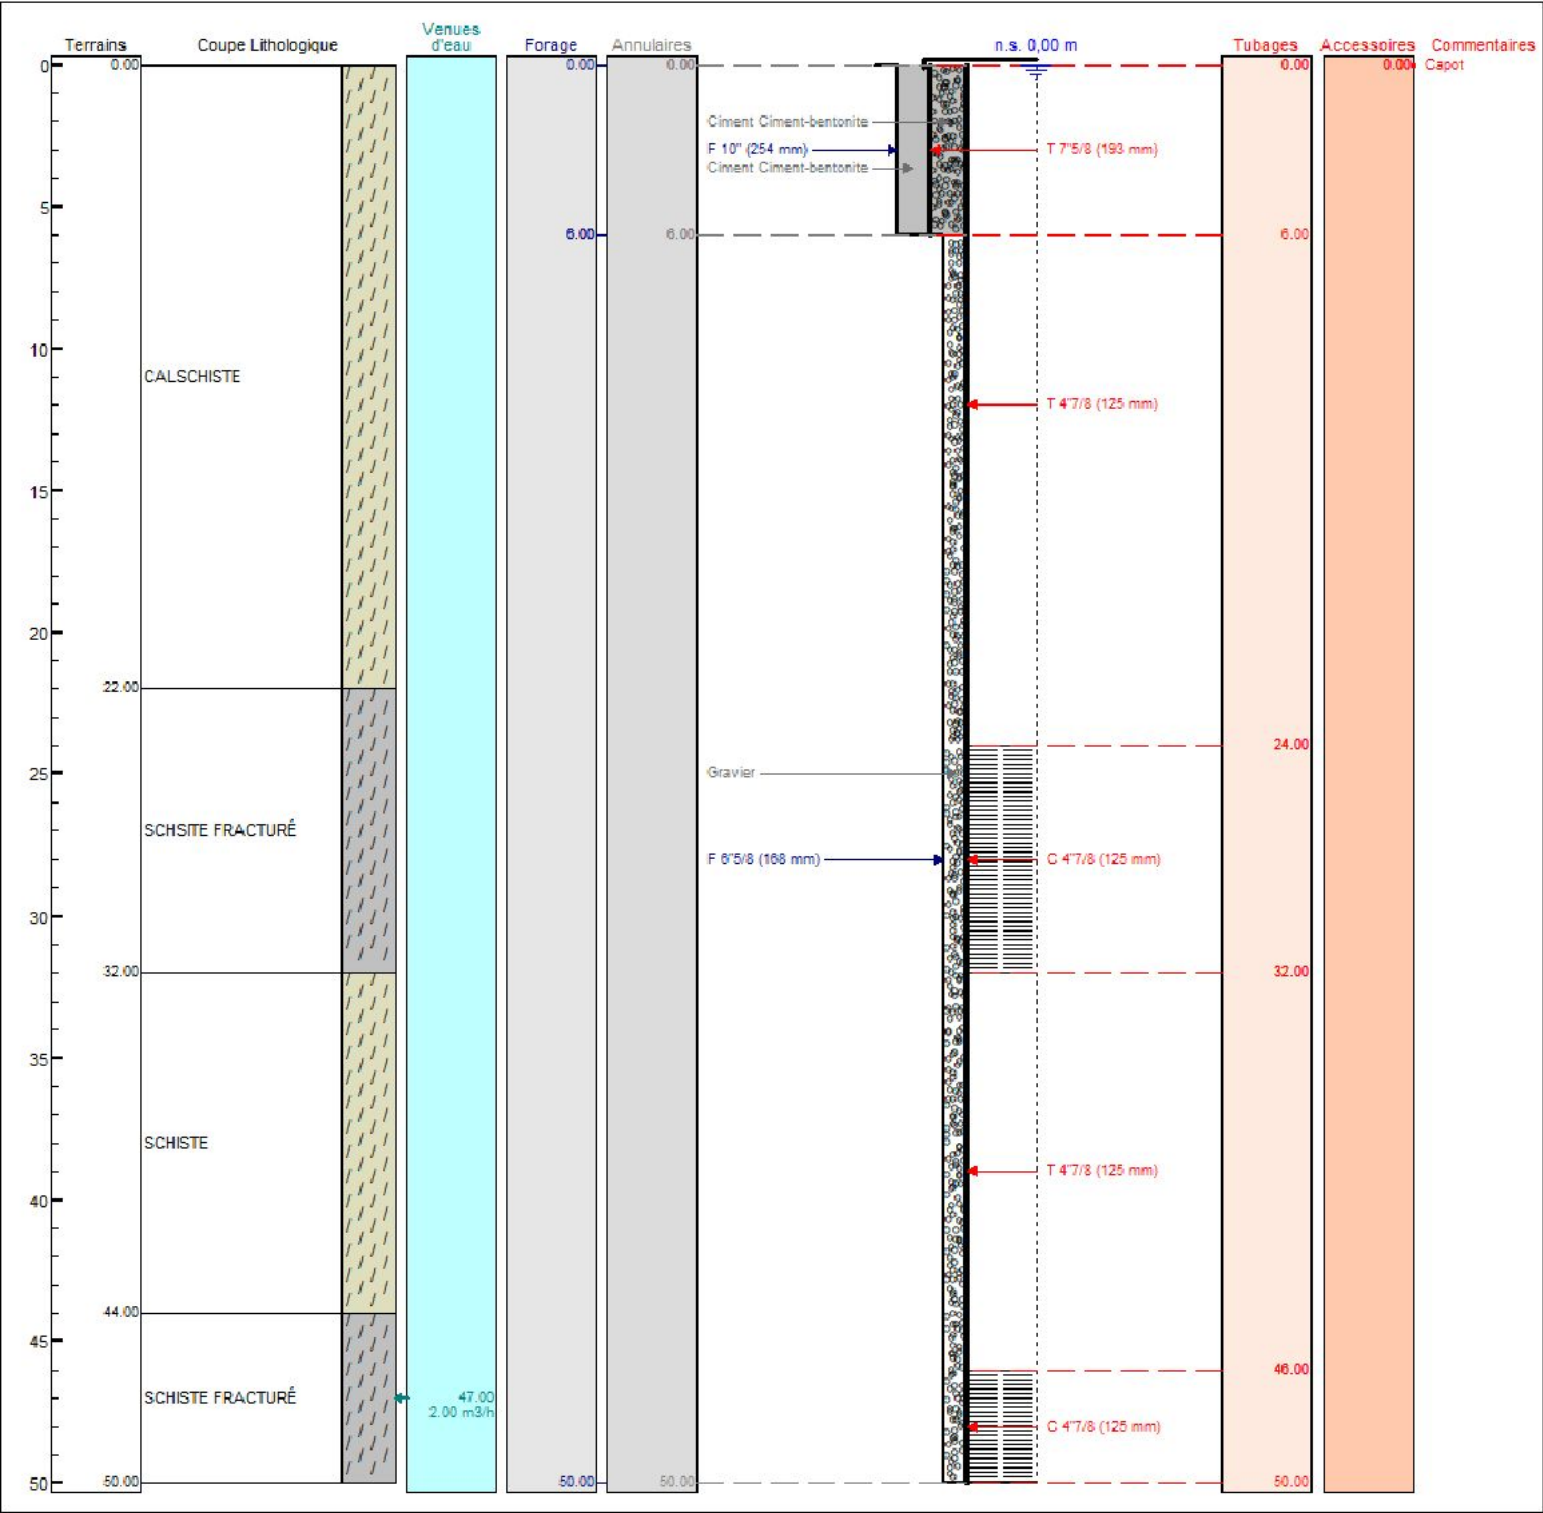 Terrains Coupe Lithologique Venues d'eau Forage Annulaires n.s. 0,00 m Tubages Accessoires Commentaires
0 0.00 0.00 0.00 0.00 0.00 Capot
Ciment Ciment-bentonite
F 10" (254 mm) T 7"5/8 (193 mm)
Ciment Ciment-bentonite
5
6.00 6.00 6.00
10
CALSCHISTE
T 4"7/8 (125 mm)
15
20
22.00
24.00
25 Gravier
SCHSITE FRACTURÉ
F 6"5/8 (168 mm) C 4"7/8 (125 mm)
30
32.00 32.00
35
SCHISTE
T 4"7/8 (125 mm)
40
44.00
45
46.00
SCHISTE FRACTURÉ 47.00
2.00 m3/h
C 4"7/8 (125 mm)
50 50.00 50.00 50.00 50.00